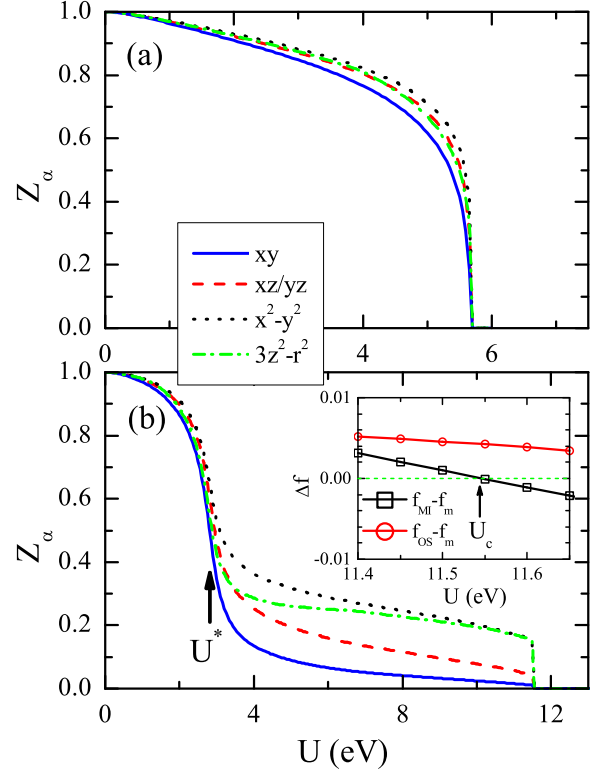 1.0
0.8
0.6
0.4
0.2
0.0
Z_α
(a)
0
2
4
6
xy
xz/yz
x²-y²
3z²-r²
1.0
0.8
0.6
0.4
0.2
0.0
Z_α
(b)
U*
0
4
8
12
U (eV)
0.01
0.00
-0.01
Δf
f_MI-f_m
f_OS-f_m
U_c
11.4
11.5
11.6
U (eV)